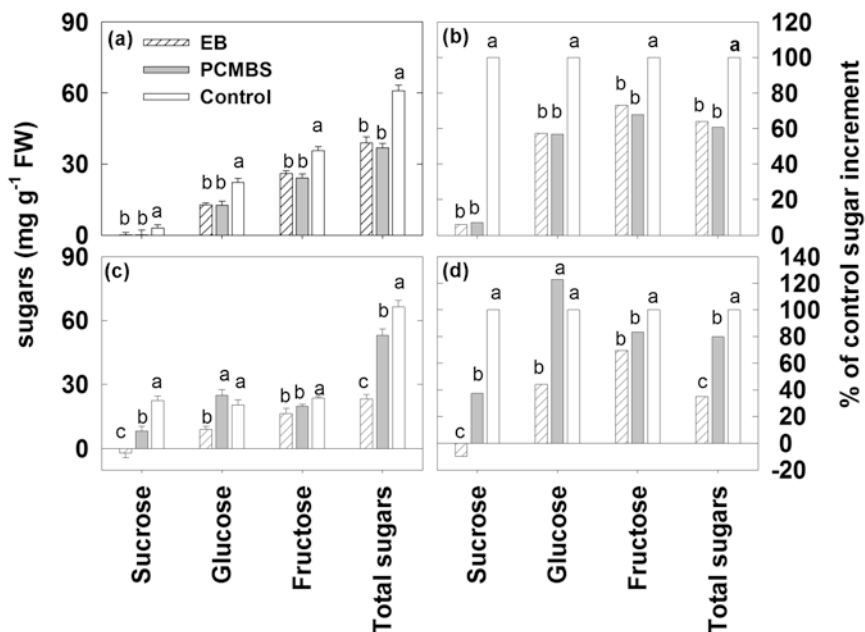 90
60
30
0
sugars (mg g⁻¹ FW)
(a)
EB
PCMBS
Control
b b a
b b a
b b a
b b a
(b)
b b a
b b a
b b a
b b a
120
100
80
60
40
20
0
% of control sugar increment
90
60
30
0
(c)
c b a
b a a
b b a
c b a
(d)
c b a
b a a
b b a
c b a
140
120
100
80
60
40
20
0
-20
Sucrose
Glucose
Fructose
Total sugars
Sucrose
Glucose
Fructose
Total sugars